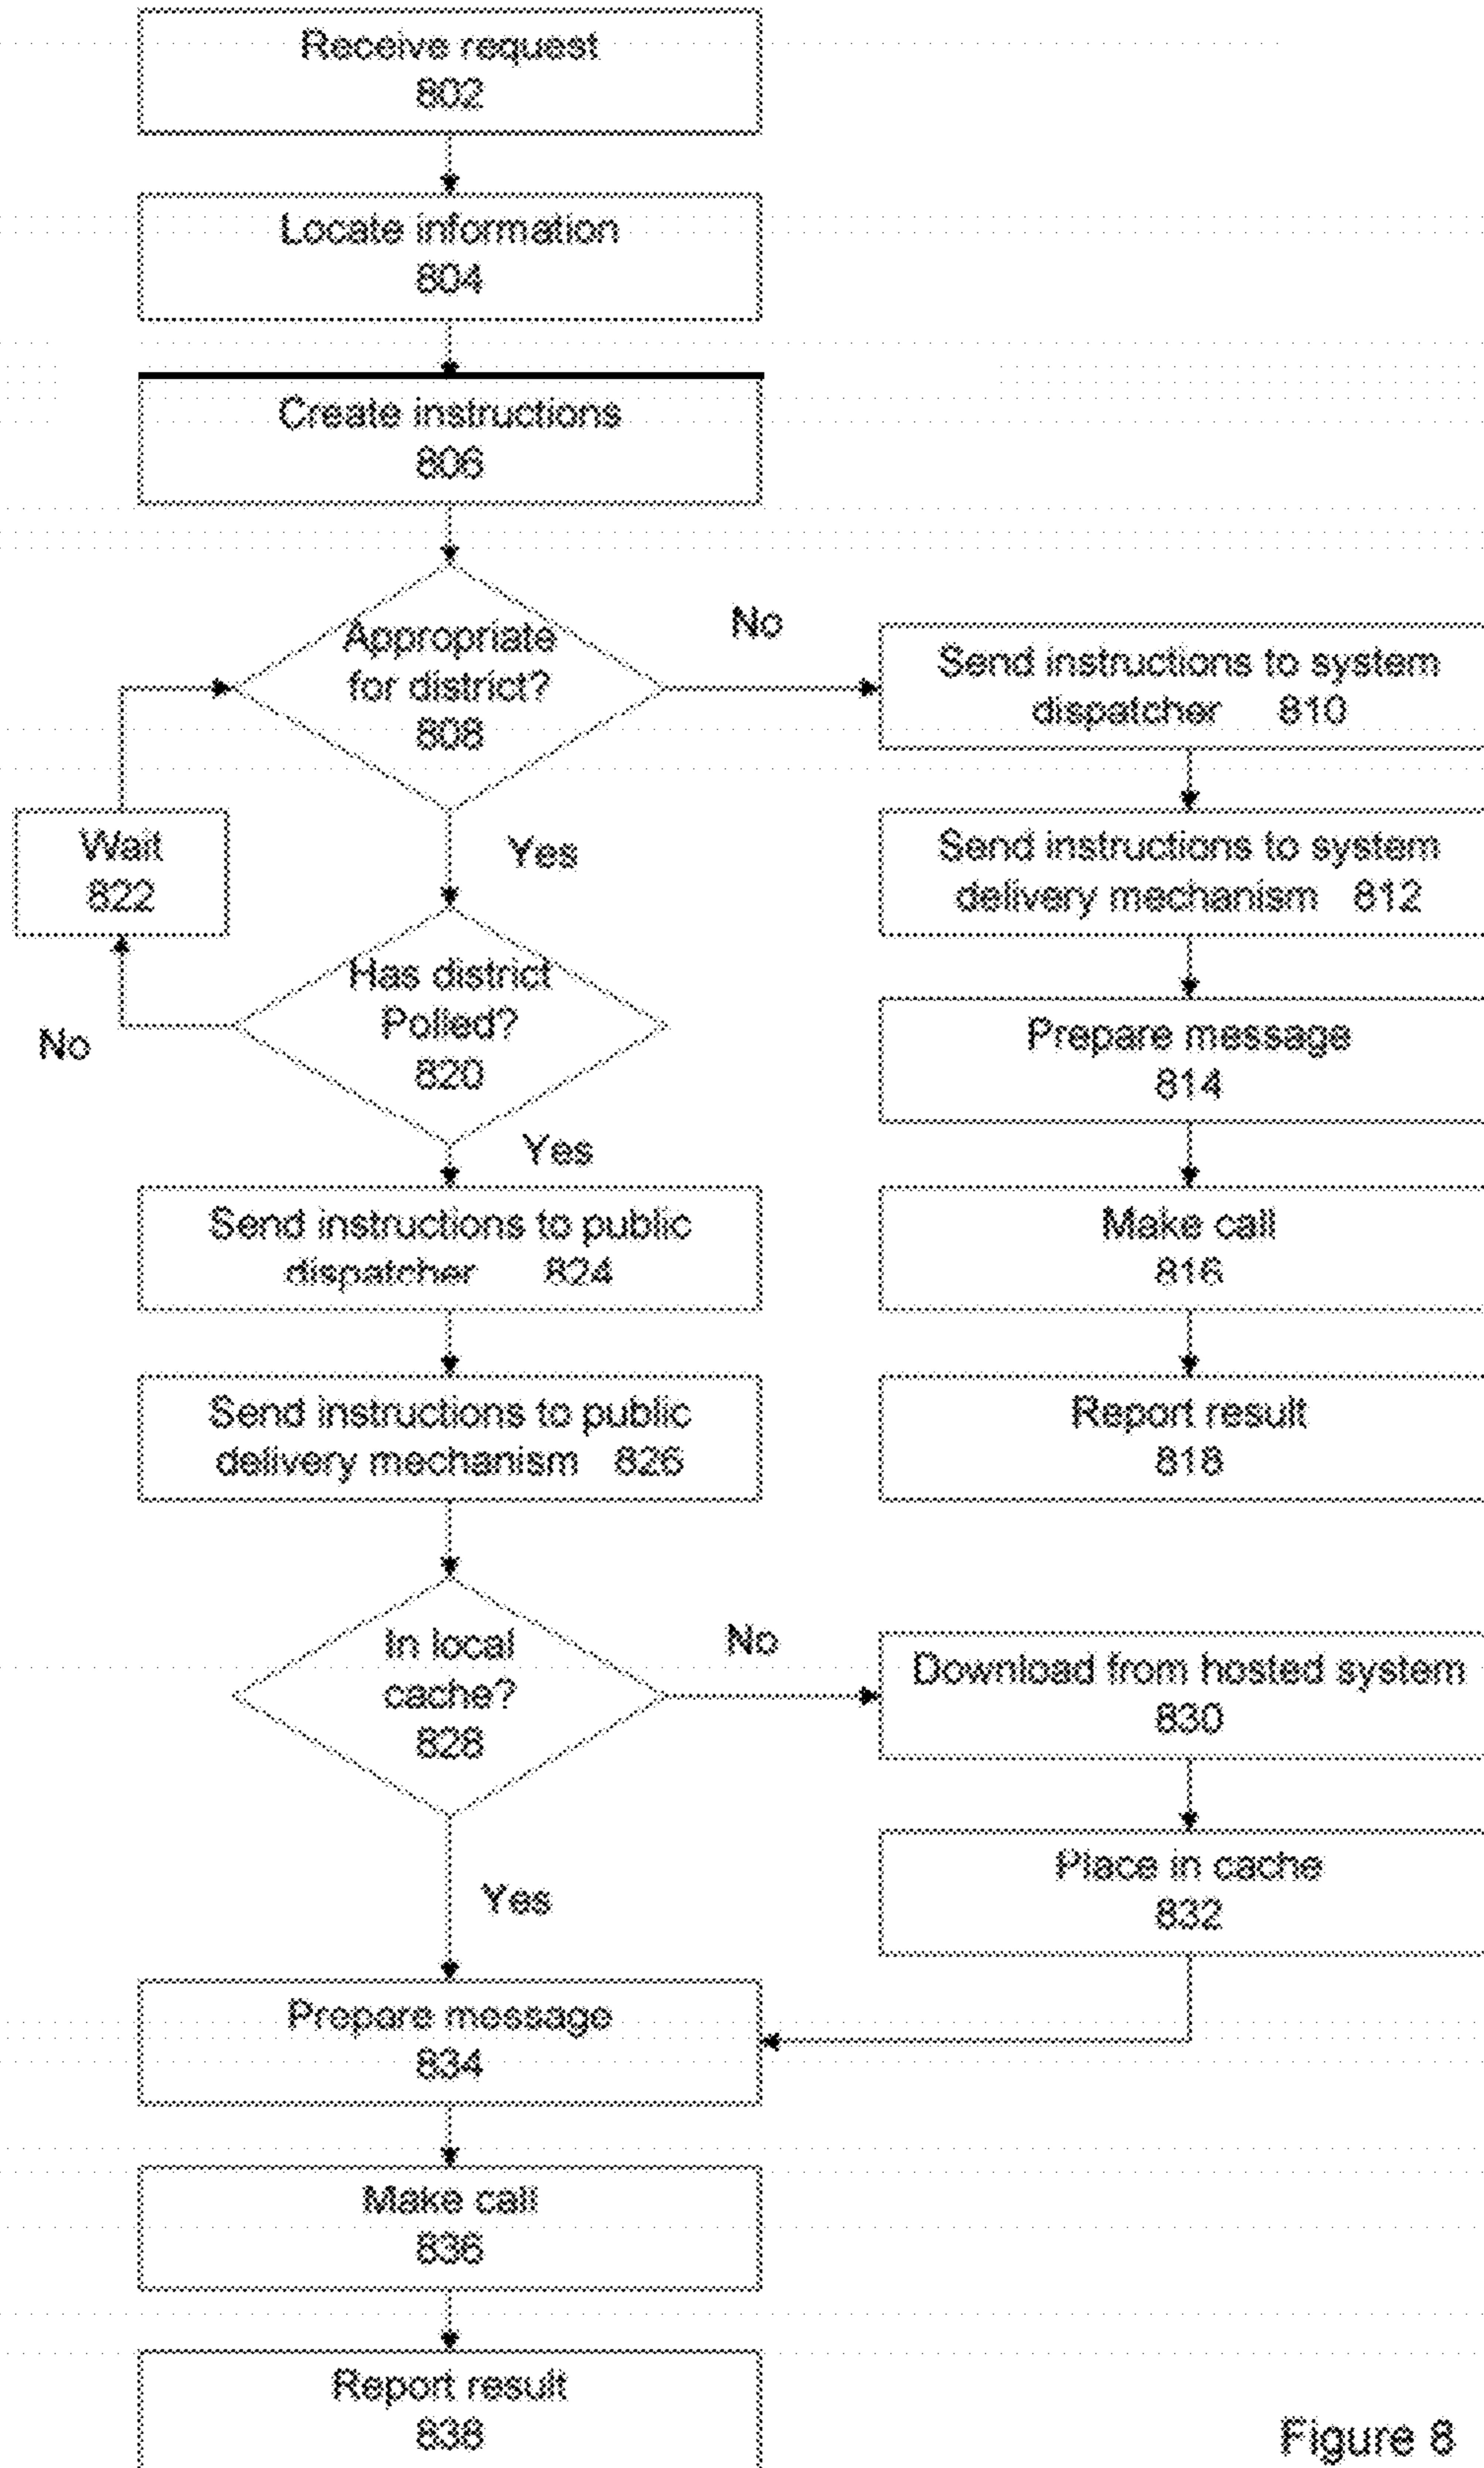 Receive request
802
Locate information
804
Create instructions
806
Appropriate
for district?
808
No
Send instructions to system
dispatcher 810
Wait
822
Yes
Send instructions to system
delivery mechanism 812
Has district
Polled?
820
No
Prepare message
814
Yes
Send instructions to public
dispatcher 824
Make call
816
Send instructions to public
delivery mechanism 826
Report result
818
In local
cache?
828
No
Download from hosted system
830
Yes
Place in cache
832
Prepare message
834
Make call
836
Report result
838
Figure 8